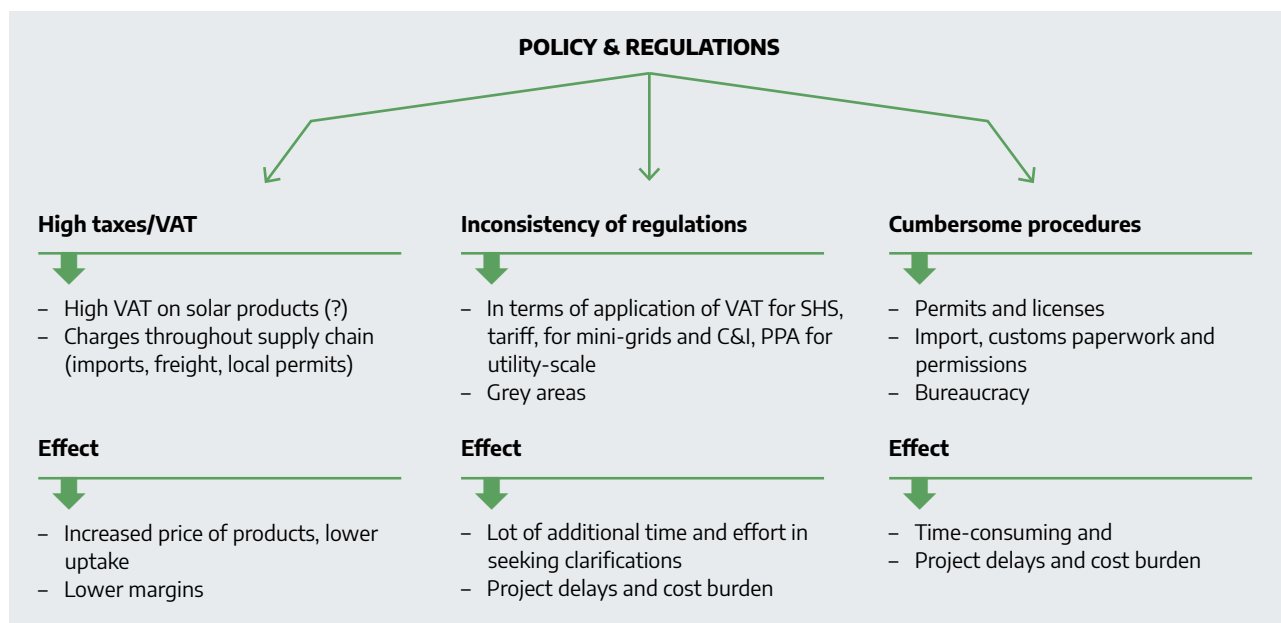 POLICY & REGULATIONS
High taxes/VAT
– High VAT on solar products (?)
– Charges throughout supply chain
(imports, freight, local permits)
Effect
– Increased price of products, lower
uptake
– Lower margins
Inconsistency of regulations
– In terms of application of VAT for SHS,
tariff, for mini-grids and C&I, PPA for
utility-scale
– Grey areas
Effect
– Lot of additional time and effort in
seeking clarifications
– Project delays and cost burden
Cumbersome procedures
– Permits and licenses
– Import, customs paperwork and
permissions
– Bureaucracy
Effect
– Time-consuming and
– Project delays and cost burden